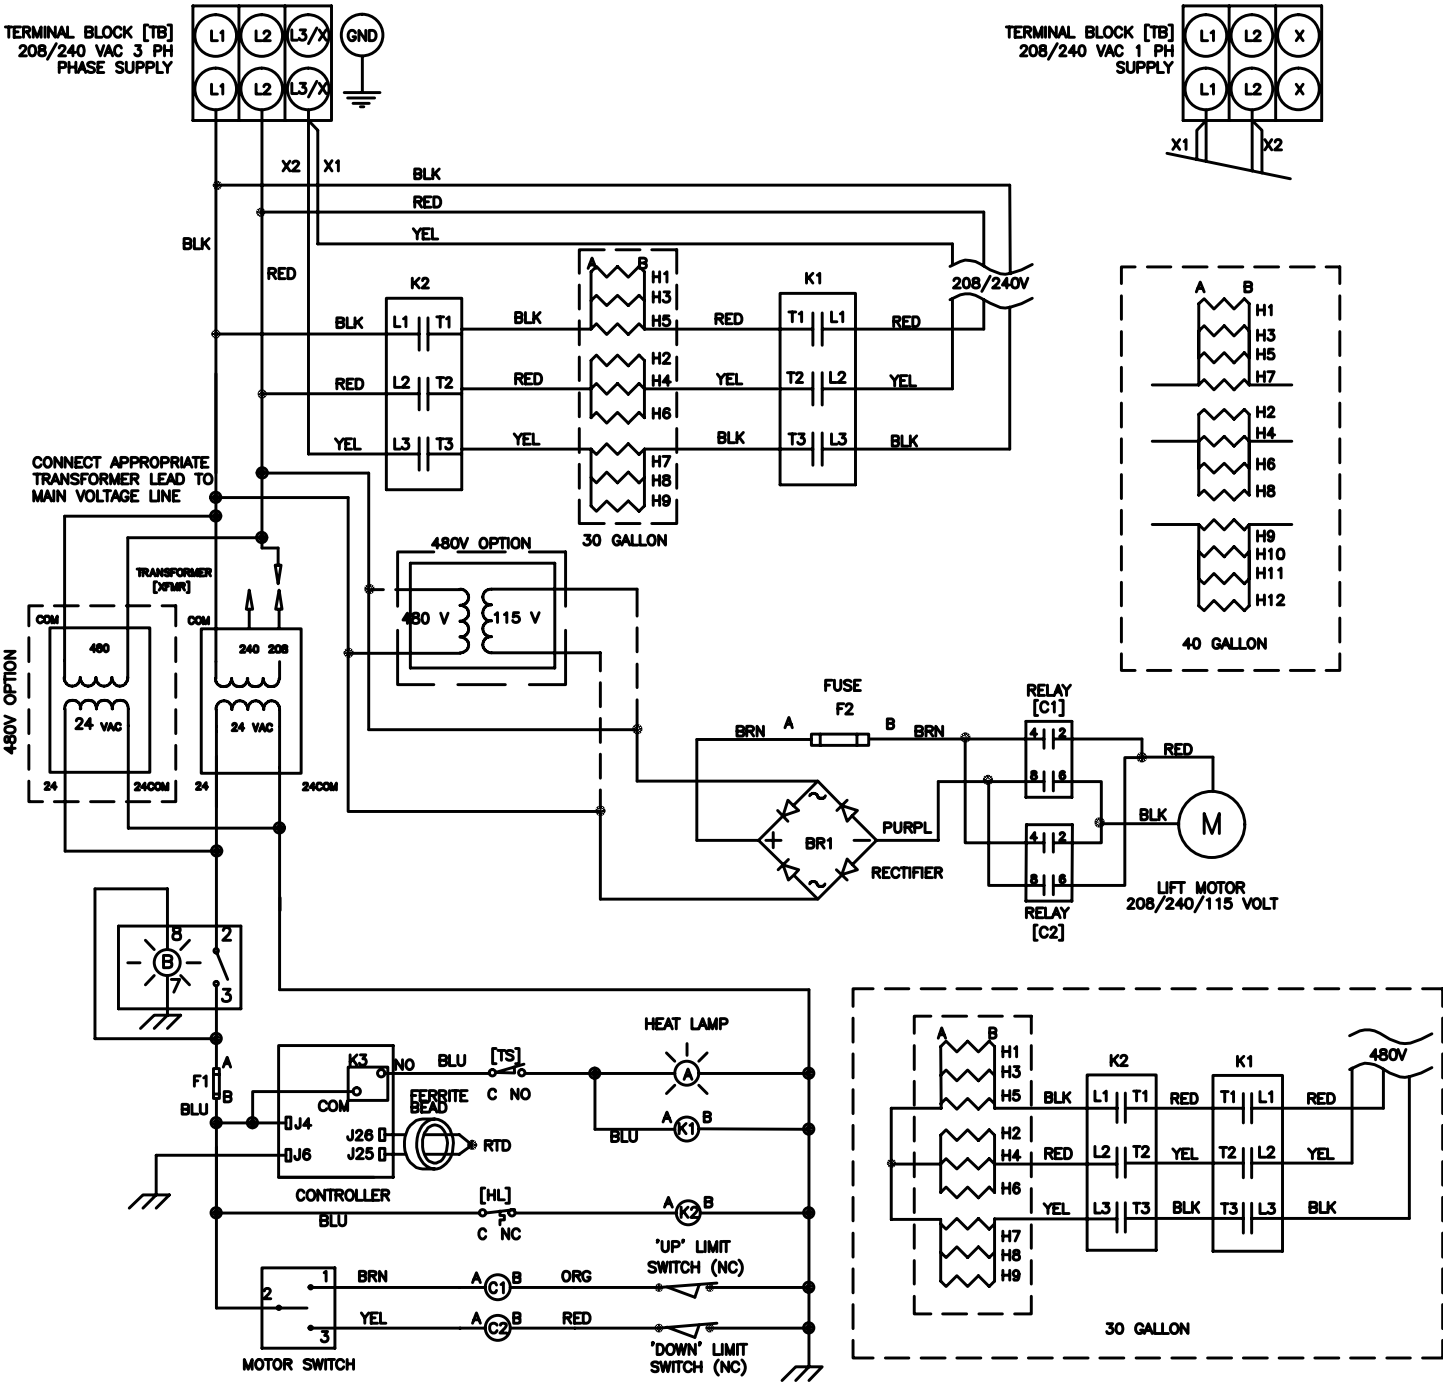 TERMINAL BLOCK [TB]
208/240 VAC 3 PH
PHASE SUPPLY
L1 L2 L3/X GND
L1 L2 L3/X
TERMINAL BLOCK [TB]
208/240 VAC 1 PH
SUPPLY
L1 L2 X
L1 L2 X
X1 X2
X2 X1
BLK
RED
YEL
BLK
RED
208/240V
K2
L1 T1
L2 T2
L3 T3
BLK
RED
YEL
BLK
RED
YEL
A B
H1
H3
H5
H2
H4
H6
H7
H8
H9
30 GALLON
RED
YEL
BLK
K1
T1 L1
T2 L2
T3 L3
RED
YEL
BLK
A B
H1
H3
H5
H7
H2
H4
H6
H8
H9
H10
H11
H12
40 GALLON
CONNECT APPROPRIATE
TRANSFORMER LEAD TO
MAIN VOLTAGE LINE
TRANSFORMER
[XFMR]
480V OPTION
COM
480
24 VAC
24
24COM
COM
240 208
24 VAC
24
24COM
480V OPTION
480 V
115 V
FUSE
F2
A B
BRN
BRN
BR1
+ −
~
~
RECTIFIER
PURPL
RELAY
[C1]
4 2
8 6
4 2
8 6
RELAY
[C2]
RED
BLK
M
LIFT MOTOR
208/240/115 VOLT
8
B
7
2
3
F1
A
B
BLU
K3
NO
COM
J4
J6
J26
J25
CONTROLLER
FERRITE
BEAD
RTD
BLU
[TS]
C NO
HEAT LAMP
A
BLU
A K1 B
[HL]
C NC
BLU
A K2 B
1
2
3
MOTOR SWITCH
BRN
A C1 B
ORG
'UP' LIMIT
SWITCH (NC)
YEL
A C2 B
RED
'DOWN' LIMIT
SWITCH (NC)
A B
H1
H3
H5
H2
H4
H6
H7
H8
H9
BLK
RED
YEL
K2
L1 T1
L2 T2
L3 T3
RED
YEL
BLK
K1
T1 L1
T2 L2
T3 L3
RED
YEL
BLK
480V
30 GALLON